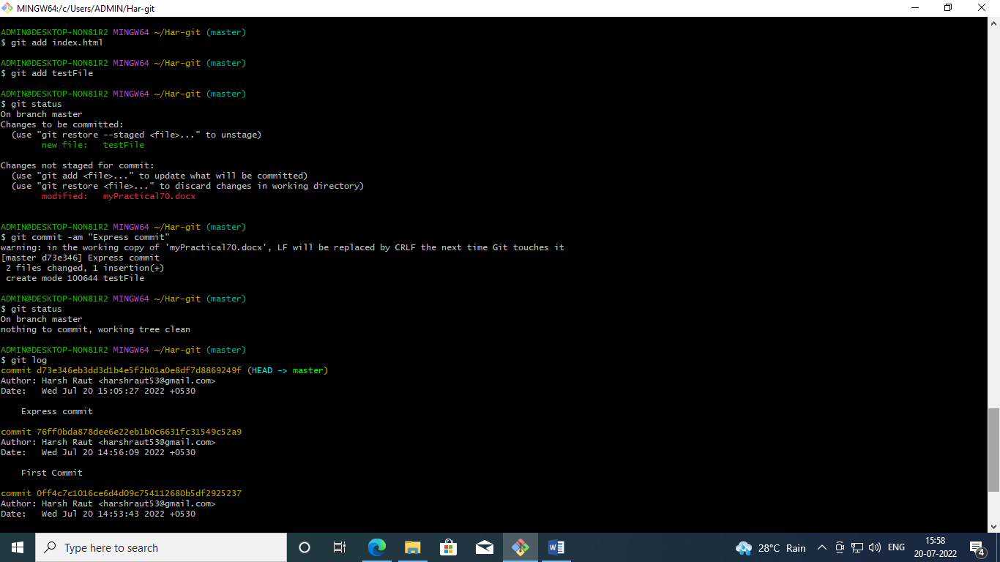 MINGW64:/c/Users/ADMIN/Har-git
ADMIN@DESKTOP-NON81R2 MINGW64 ~/Har-git (master)
$ git add index.html
ADMIN@DESKTOP-NON81R2 MINGW64 ~/Har-git (master)
$ git add testFile
ADMIN@DESKTOP-NON81R2 MINGW64 ~/Har-git (master)
$ git status
On branch master
Changes to be committed:
  (use "git restore --staged <file>..." to unstage)
        new file:   testFile
Changes not staged for commit:
  (use "git add <file>..." to update what will be committed)
  (use "git restore <file>..." to discard changes in working directory)
        modified:   myPractical70.docx
ADMIN@DESKTOP-NON81R2 MINGW64 ~/Har-git (master)
$ git commit -am "Express commit"
warning: in the working copy of 'myPractical70.docx', LF will be replaced by CRLF the next time Git touches it
[master d73e346] Express commit
 2 files changed, 1 insertion(+)
 create mode 100644 testFile
ADMIN@DESKTOP-NON81R2 MINGW64 ~/Har-git (master)
$ git status
On branch master
nothing to commit, working tree clean
ADMIN@DESKTOP-NON81R2 MINGW64 ~/Har-git (master)
$ git log
commit d73e346eb3dd3d1b4e5f2b01a0e8df7d8869249f (HEAD -> master)
Author: Harsh Raut <harshraut53@gmail.com>
Date:   Wed Jul 20 15:05:27 2022 +0530
    Express commit
commit 76ff0bda878dee6e22eb1b0c6631fc31549c52a9
Author: Harsh Raut <harshraut53@gmail.com>
Date:   Wed Jul 20 14:56:09 2022 +0530
    First Commit
commit 0ff4c7c1016ce6d4d09c754112680b5df2925237
Author: Harsh Raut <harshraut53@gmail.com>
Date:   Wed Jul 20 14:53:43 2022 +0530
Type here to search
28°C Rain
ENG
15:58
20-07-2022
4